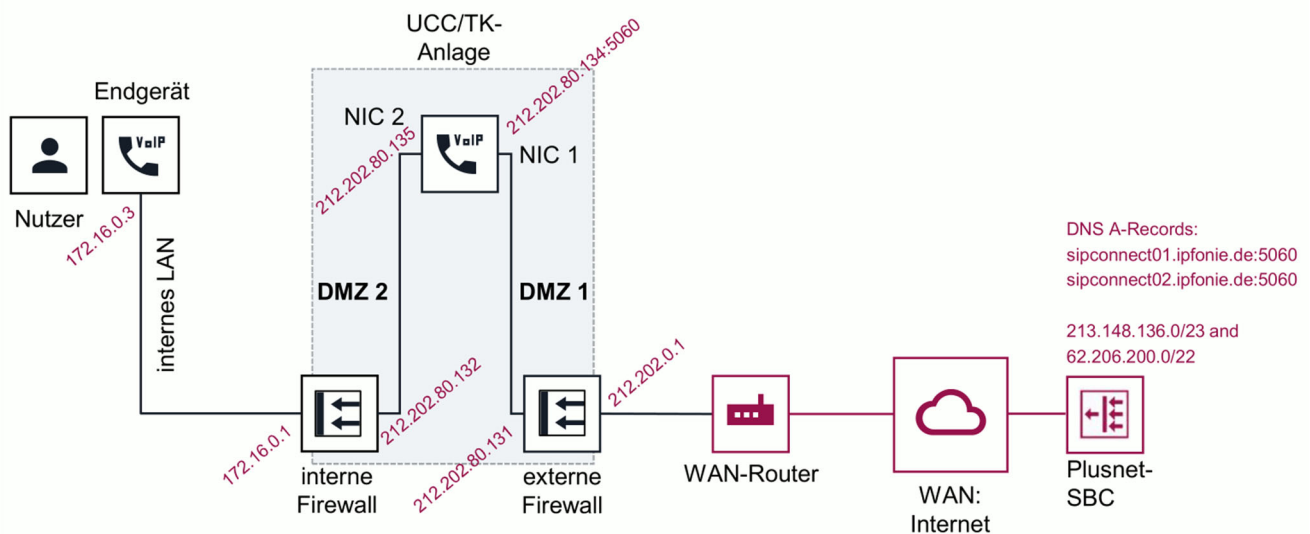 UCC/TK-
Anlage
Endgerät
VoIP
Nutzer
172.16.0.3
internes LAN
NIC 2
212.202.80.135
VoIP
212.202.80.134:5060
NIC 1
DMZ 2
DMZ 1
172.16.0.1
212.202.80.132
interne
Firewall
212.202.80.131
212.202.0.1
externe
Firewall
WAN-Router
WAN:
Internet
DNS A-Records:
sipconnect01.ipfonie.de:5060
sipconnect02.ipfonie.de:5060
213.148.136.0/23 and
62.206.200.0/22
Plusnet-
SBC